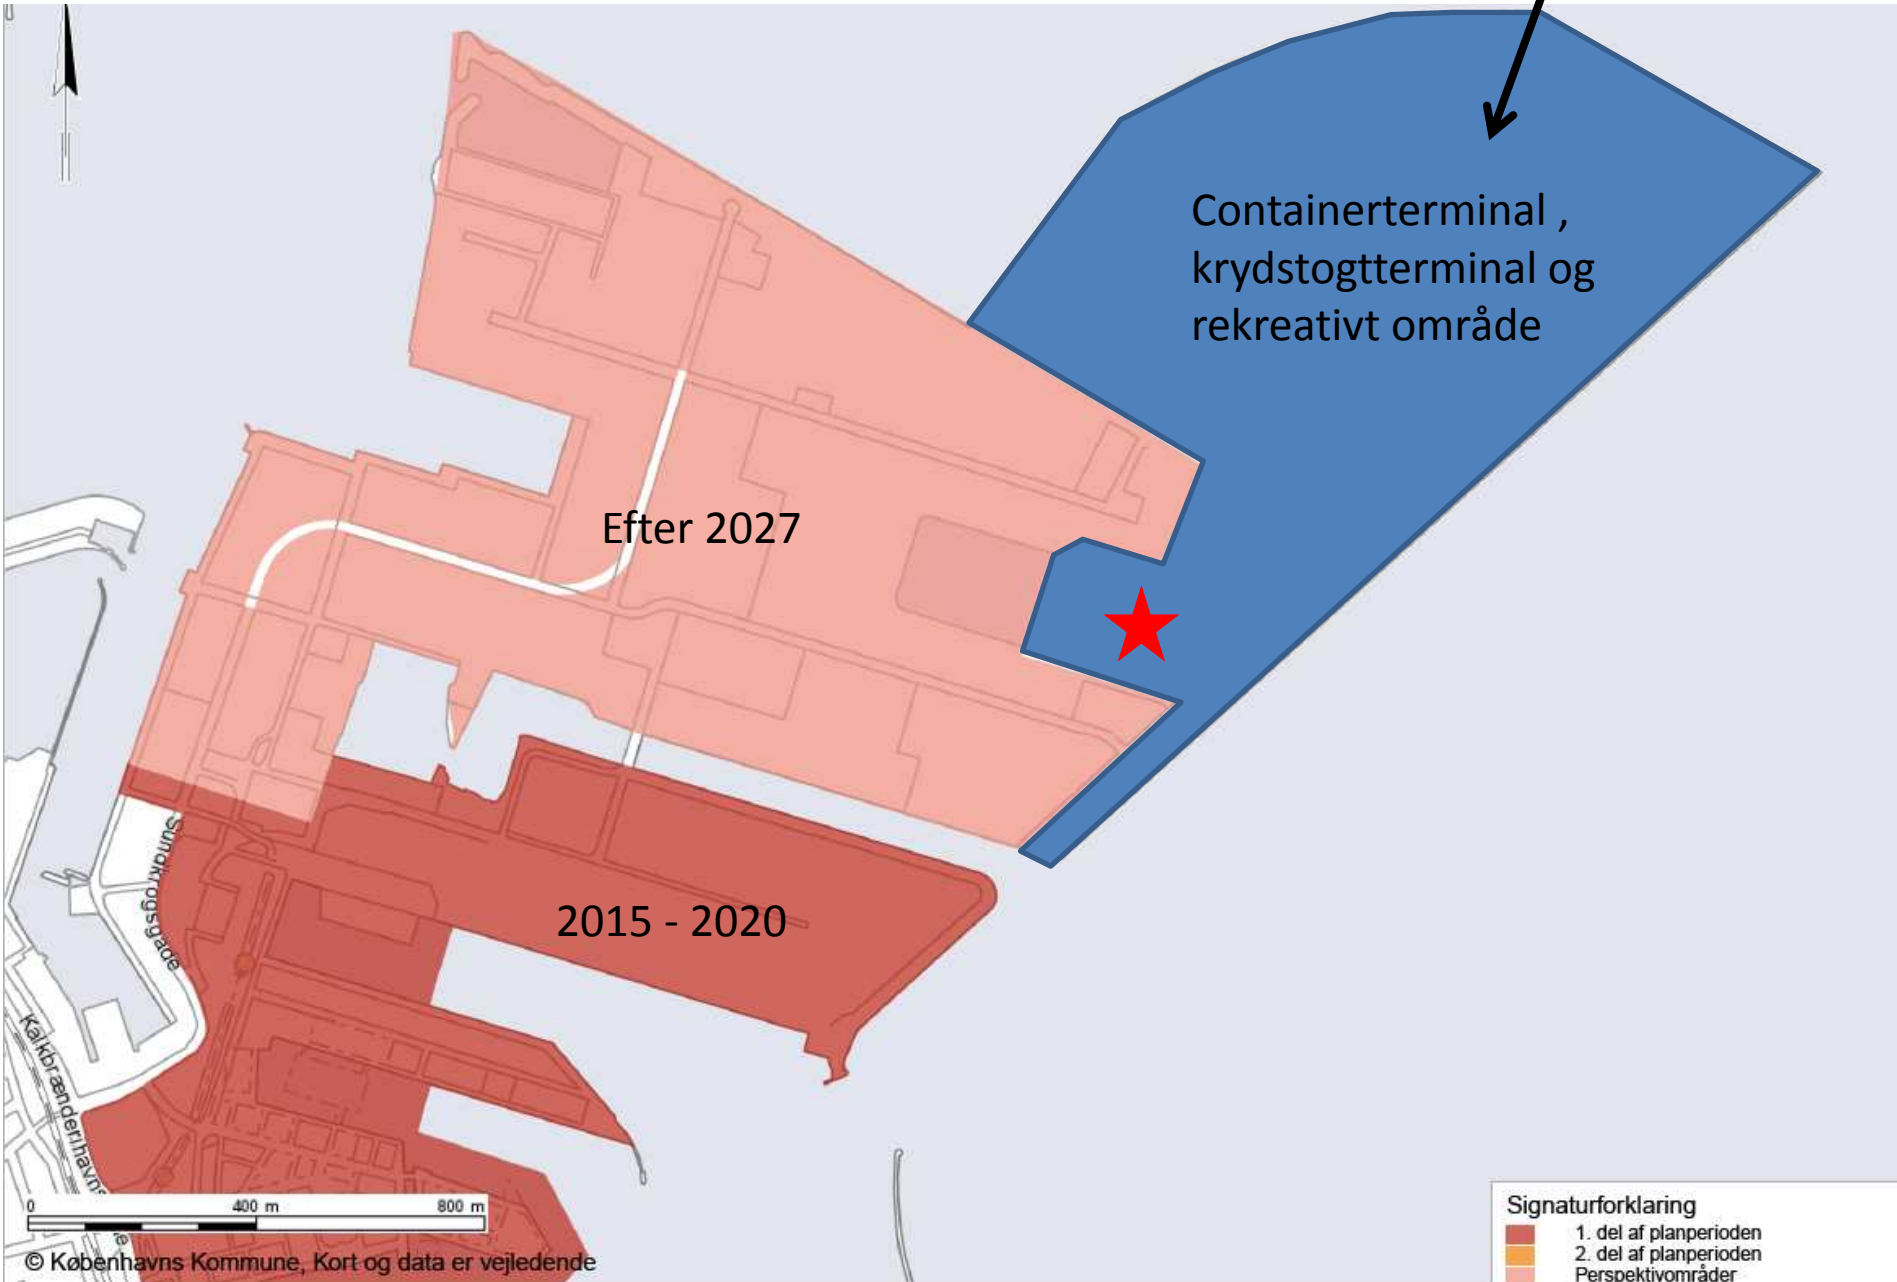 Containerterminal ,
krydstogtterminal og
rekreativt område
Efter 2027
2015 - 2020
Sundkrogsgade
Kalkbrænderihavns
0 400 m 800 m
© Københavns Kommune, Kort og data er vejledende
Signaturforklaring
1. del af planperioden
2. del af planperioden
Perspektivområder